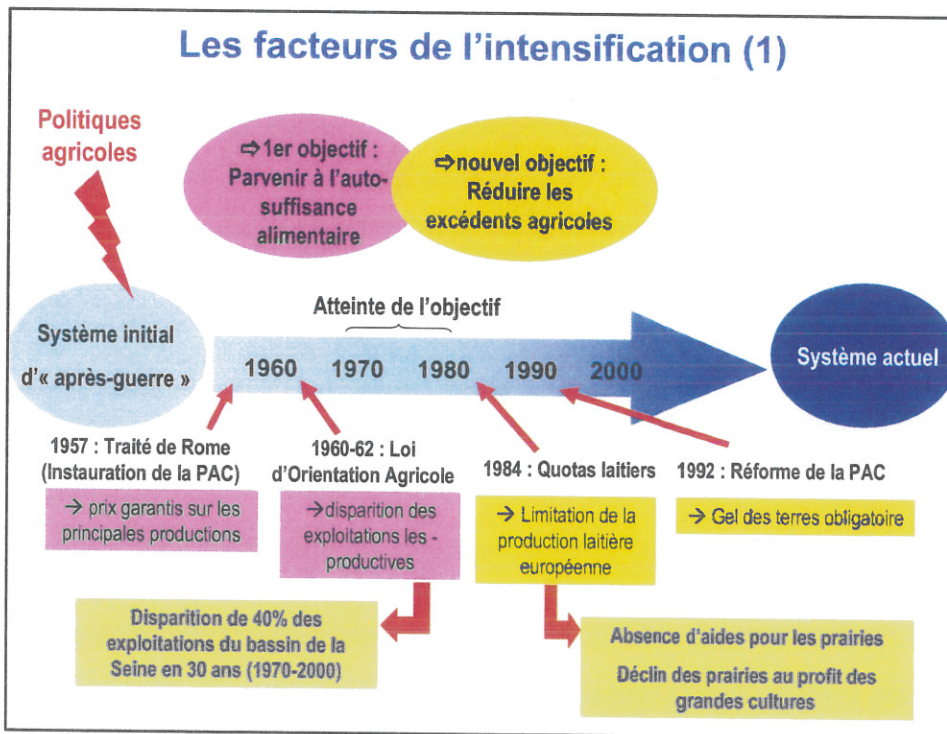 Les facteurs de l'intensification (1)
Politiques
agricoles
⇨1er objectif :
Parvenir à l'auto-
suffisance
alimentaire
⇨nouvel objectif :
Réduire les
excédents agricoles
Système initial
d'« après-guerre »
Atteinte de l'objectif
1960 1970 1980 1990 2000
Système actuel
1957 : Traité de Rome
(Instauration de la PAC)
→ prix garantis sur les
principales productions
1960-62 : Loi
d'Orientation Agricole
→disparition des
exploitations les -
productives
1984 : Quotas laitiers
→ Limitation de la
production laitière
européenne
1992 : Réforme de la PAC
→ Gel des terres obligatoire
Disparition de 40% des
exploitations du bassin de la
Seine en 30 ans (1970-2000)
Absence d'aides pour les prairies
Déclin des prairies au profit des
grandes cultures